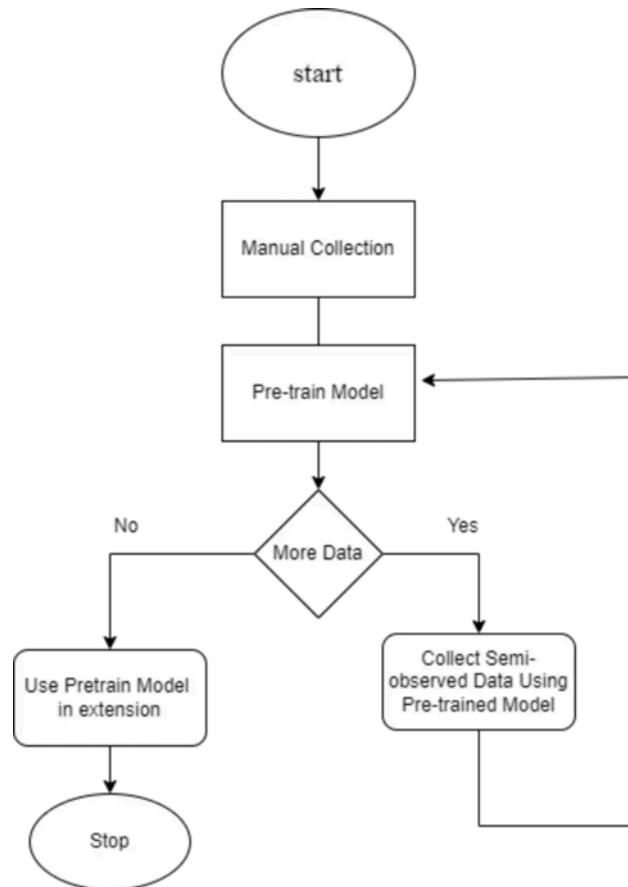 start
Manual Collection
Pre-train Model
No
Yes
More Data
Use Pretrain Model
in extension
Collect Semi-
observed Data Using
Pre-trained Model
Stop